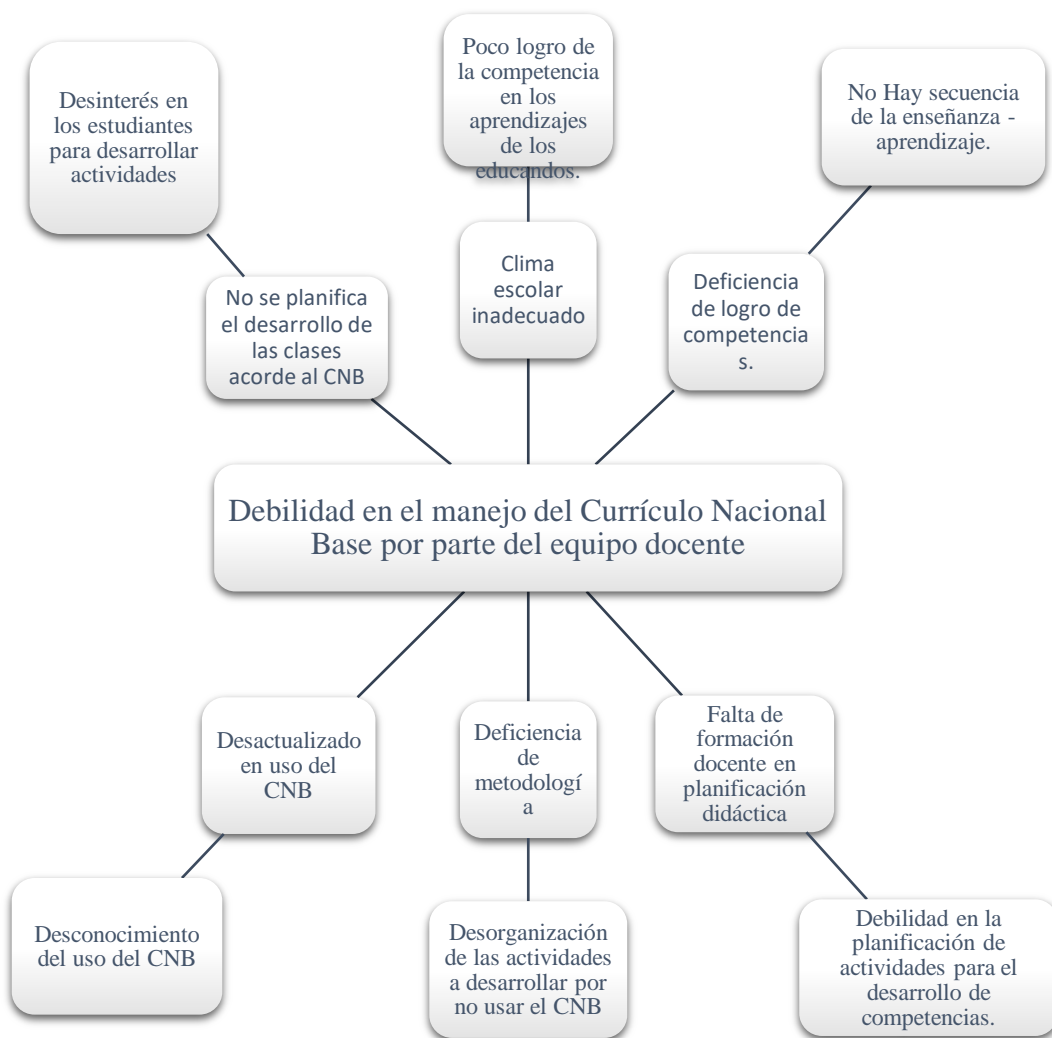 Desinterés en
los estudiantes
para desarrollar
actividades
Poco logro de
la competencia
en los
aprendizajes
de los
educandos.
No Hay secuencia
de la enseñanza -
aprendizaje.
No se planifica
el desarrollo de
las clases
acorde al CNB
Clima
escolar
inadecuado
Deficiencia
de logro de
competencia
s.
Debilidad en el manejo del Currículo Nacional
Base por parte del equipo docente
Desactualizado
en uso del
CNB
Deficiencia
de
metodologí
a
Falta de
formación
docente en
planificación
didáctica
Desconocimiento
del uso del CNB
Desorganización
de las actividades
a desarrollar por
no usar el CNB
Debilidad en la
planificación de
actividades para el
desarrollo de
competencias.